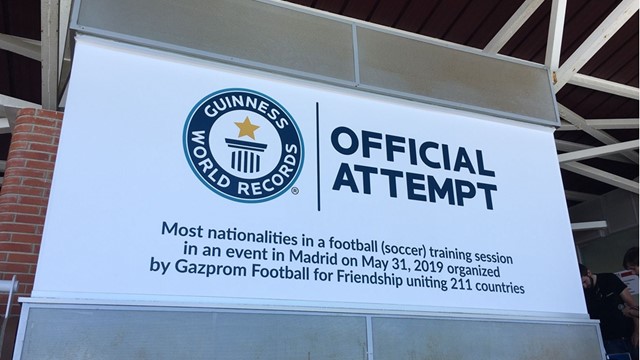 GUINNESS
WORLD RECORDS
®
OFFICIAL
ATTEMPT
Most nationalities in a football (soccer) training session
in an event in Madrid on May 31, 2019 organized
by Gazprom Football for Friendship uniting 211 countries